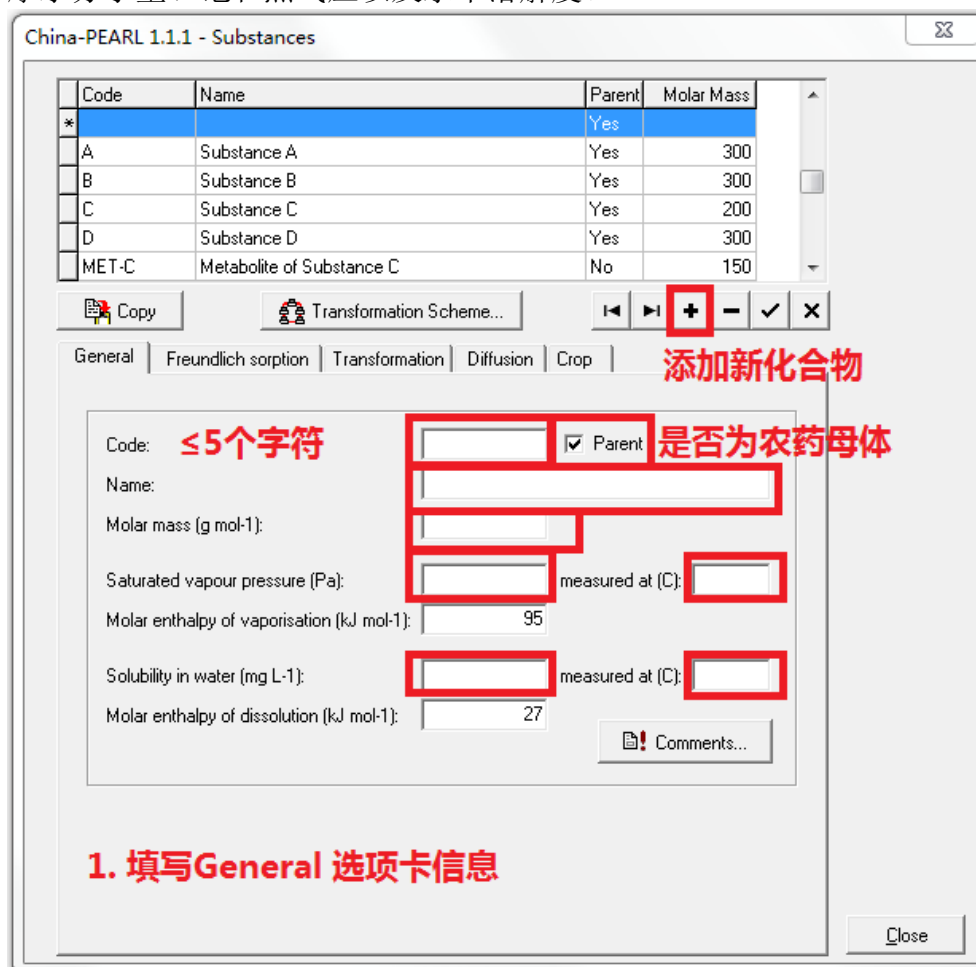 China-PEARL 1.1.1 - Substances
Code Name Parent Molar Mass
* Yes
A Substance A Yes 300
B Substance B Yes 300
C Substance C Yes 200
D Substance D Yes 300
MET-C Metabolite of Substance C No 150
Copy Transformation Scheme...
添加新化合物
General Freundlich sorption Transformation Diffusion Crop
Code: ≤5个字符 Parent 是否为农药母体
Name:
Molar mass (g mol-1):
Saturated vapour pressure (Pa): measured at (C):
Molar enthalpy of vaporisation (kJ mol-1): 95
Solubility in water (mg L-1): measured at (C):
Molar enthalpy of dissolution (kJ mol-1): 27
Comments...
1. 填写General 选项卡信息
Close